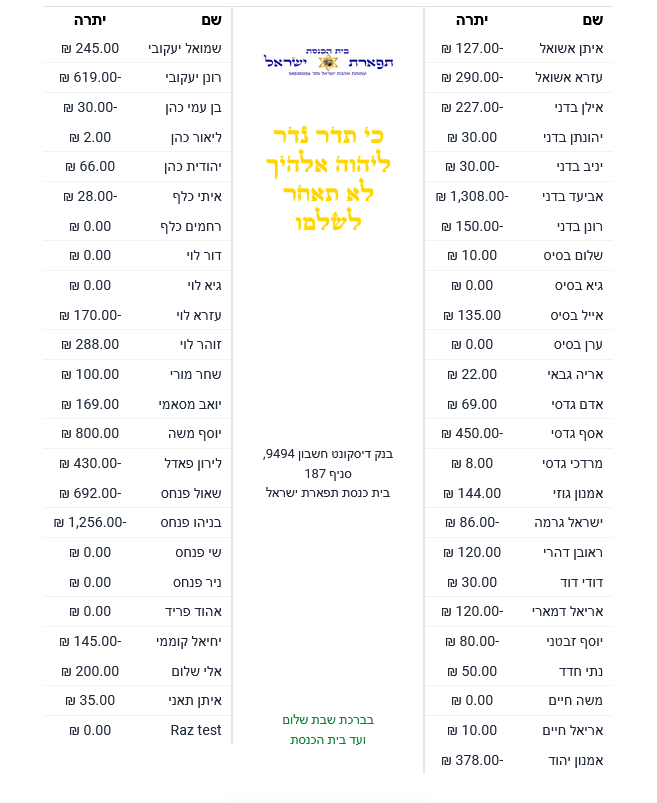 שם יתרה
איתן אשואל ₪ 127.00-
עזרא אשואל ₪ 290.00-
אילן בדני ₪ 227.00-
יהונתן בדני ₪ 30.00
יניב בדני ₪ 30.00-
אביעד בדני ₪ 1,308.00-
רונן בדני ₪ 150.00-
שלום בסיס ₪ 10.00
גיא בסיס ₪ 0.00
אייל בסיס ₪ 135.00
ערן בסיס ₪ 0.00
אריה גבאי ₪ 22.00
אדם גדסי ₪ 69.00
אסף גדסי ₪ 450.00-
מרדכי גדסי ₪ 8.00
אמנון גוזי ₪ 144.00
ישראל גרמה ₪ 86.00-
ראובן דהרי ₪ 120.00
דודי דוד ₪ 30.00
אריאל דמארי ₪ 120.00-
יוסף זבטני ₪ 80.00-
נתי חדד ₪ 50.00
משה חיים ₪ 0.00
אריאל חיים ₪ 10.00
אמנון יהוד ₪ 378.00-
בית הכנסת
תפארת ישראל
כי תדר נדר
ליהוה אלהיך
לא תאחר
לשלמו
בנק דיסקונט חשבון 9494,
סניף 187
בית כנסת תפארת ישראל
בברכת שבת שלום
ועד בית הכנסת
שם יתרה
שמואל יעקובי ₪ 245.00
רונן יעקובי ₪ 619.00-
בן עמי כהן ₪ 30.00-
ליאור כהן ₪ 2.00
יהודית כהן ₪ 66.00
איתי כלף ₪ 28.00-
רחמים כלף ₪ 0.00
דור לוי ₪ 0.00
גיא לוי ₪ 0.00
עזרא לוי ₪ 170.00-
זוהר לוי ₪ 288.00
שחר מורי ₪ 100.00
יואב מסאמי ₪ 169.00
יוסף משה ₪ 800.00
לירון פאדל ₪ 430.00-
שאול פנחס ₪ 692.00-
בניהו פנחס ₪ 1,256.00-
שי פנחס ₪ 0.00
ניר פנחס ₪ 0.00
אהוד פריד ₪ 0.00
יחיאל קוממי ₪ 145.00-
אלי שלום ₪ 200.00
איתן תאני ₪ 35.00
Raz test ₪ 0.00